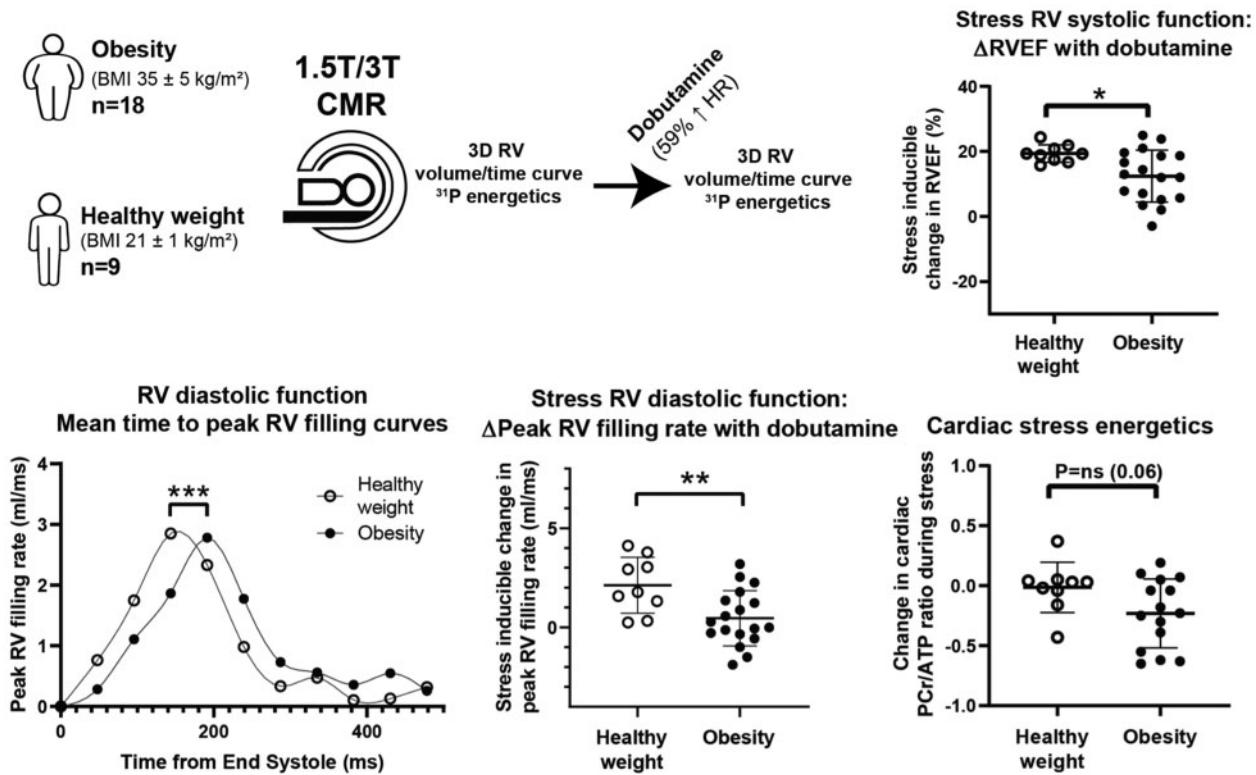 Obesity
(BMI 35 ± 5 kg/m²)
n=18
Healthy weight
(BMI 21 ± 1 kg/m²)
n=9
1.5T/3T
CMR
3D RV
volume/time curve
³¹P energetics
Dobutamine
(59% ↑ HR)
3D RV
volume/time curve
³¹P energetics
Stress RV systolic function:
ΔRVEF with dobutamine
Stress inducible
change in RVEF (%)
40
20
0
-20
*
Healthy
weight
Obesity
RV diastolic function
Mean time to peak RV filling curves
Peak RV filling rate (ml/ms)
4
3
2
1
0
***
Healthy
weight
Obesity
0
200
400
Time from End Systole (ms)
Stress RV diastolic function:
ΔPeak RV filling rate with dobutamine
Stress inducible change in
peak RV filling rate (ml/ms)
5
0
**
Healthy
weight
Obesity
Cardiac stress energetics
Change in cardiac
PCr/ATP ratio during stress
1.0
0.5
0.0
-0.5
-1.0
P=ns (0.06)
Healthy
weight
Obesity